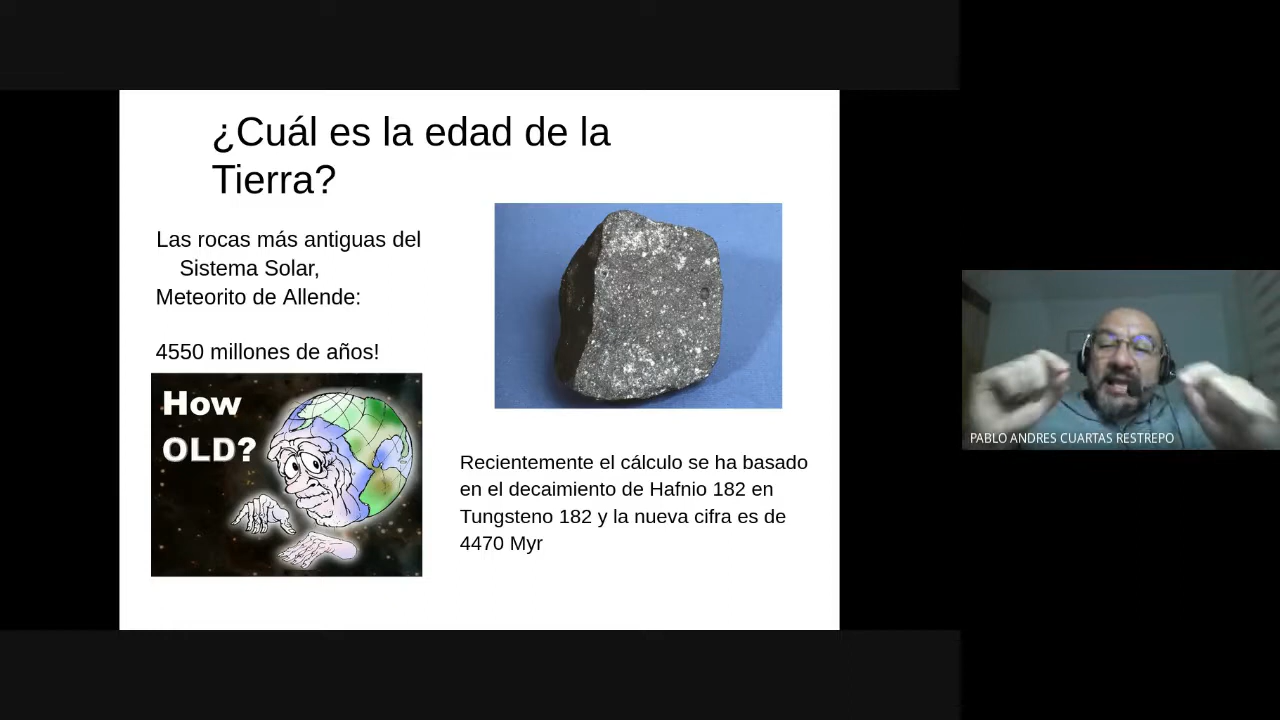 ¿Cuál es la edad de la
Tierra?
Las rocas más antiguas del
Sistema Solar,
Meteorito de Allende:
4550 millones de años!
How
OLD?
Recientemente el cálculo se ha basado
en el decaimiento de Hafnio 182 en
Tungsteno 182 y la nueva cifra es de
4470 Myr
PABLO ANDRES CUARTAS RESTREPO